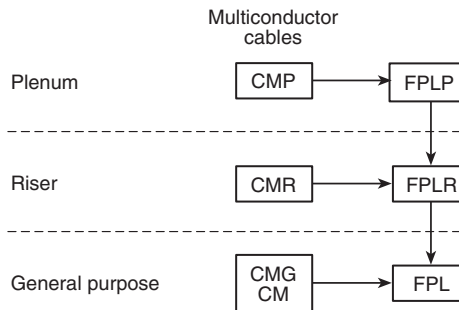 Multiconductor
cables
Plenum
CMP
FPLP
Riser
CMR
FPLR
General purpose
CMG
CM
FPL